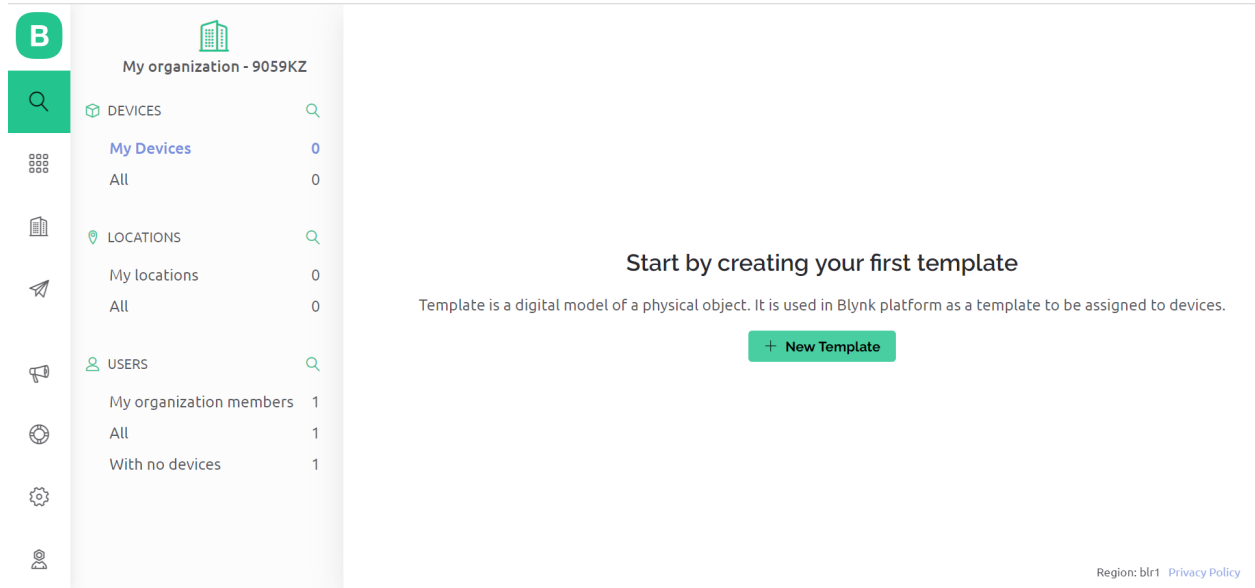 B
My organization - 9059KZ
DEVICES
My Devices 0
All 0
LOCATIONS
My locations 0
All 0
USERS
My organization members 1
All 1
With no devices 1
Start by creating your first template
Template is a digital model of a physical object. It is used in Blynk platform as a template to be assigned to devices.
+ New Template
Region: blr1 Privacy Policy